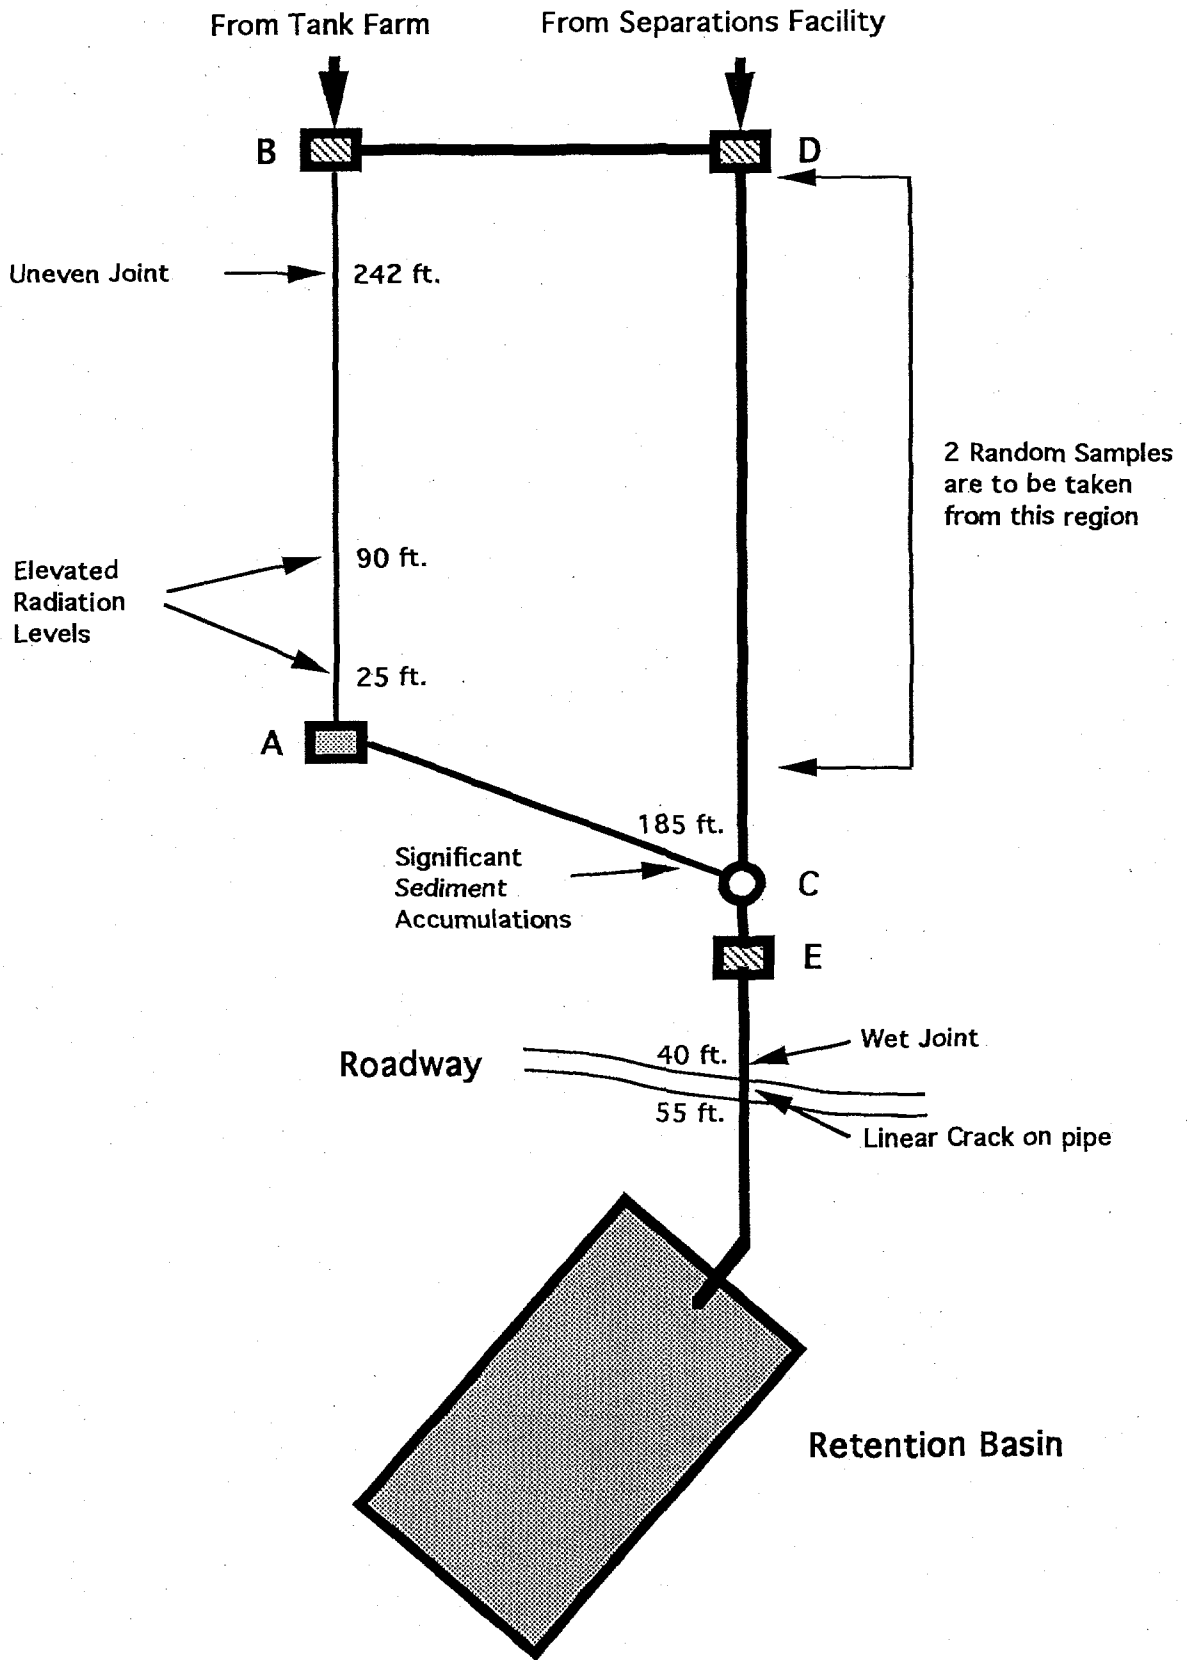 From Tank Farm
From Separations Facility
B
D
Uneven Joint
242 ft.
2 Random Samples
are to be taken
from this region
90 ft.
Elevated
Radiation
Levels
25 ft.
A
185 ft.
Significant
Sediment
Accumulations
C
E
Wet Joint
Roadway
40 ft.
55 ft.
Linear Crack on pipe
Retention Basin